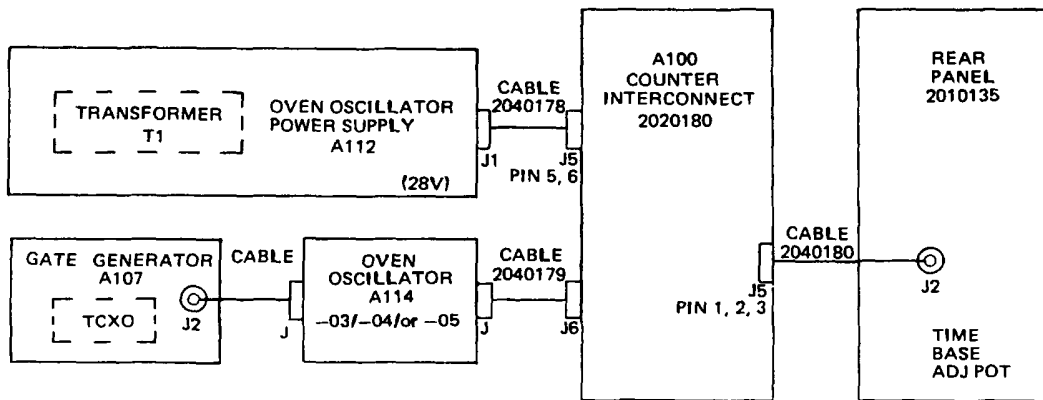 TRANSFORMER
T1
OVEN OSCILLATOR
POWER SUPPLY
A112
(28V)
J1
CABLE
2040178
J5
PIN 5, 6
A100
COUNTER
INTERCONNECT
2020180
REAR
PANEL
2010135
GATE GENERATOR
A107
TCXO
J2
CABLE
J
OVEN
OSCILLATOR
A114
-03/-04/or -05
J
CABLE
2040179
J6
J5
PIN 1, 2, 3
CABLE
2040180
J2
TIME
BASE
ADJ POT